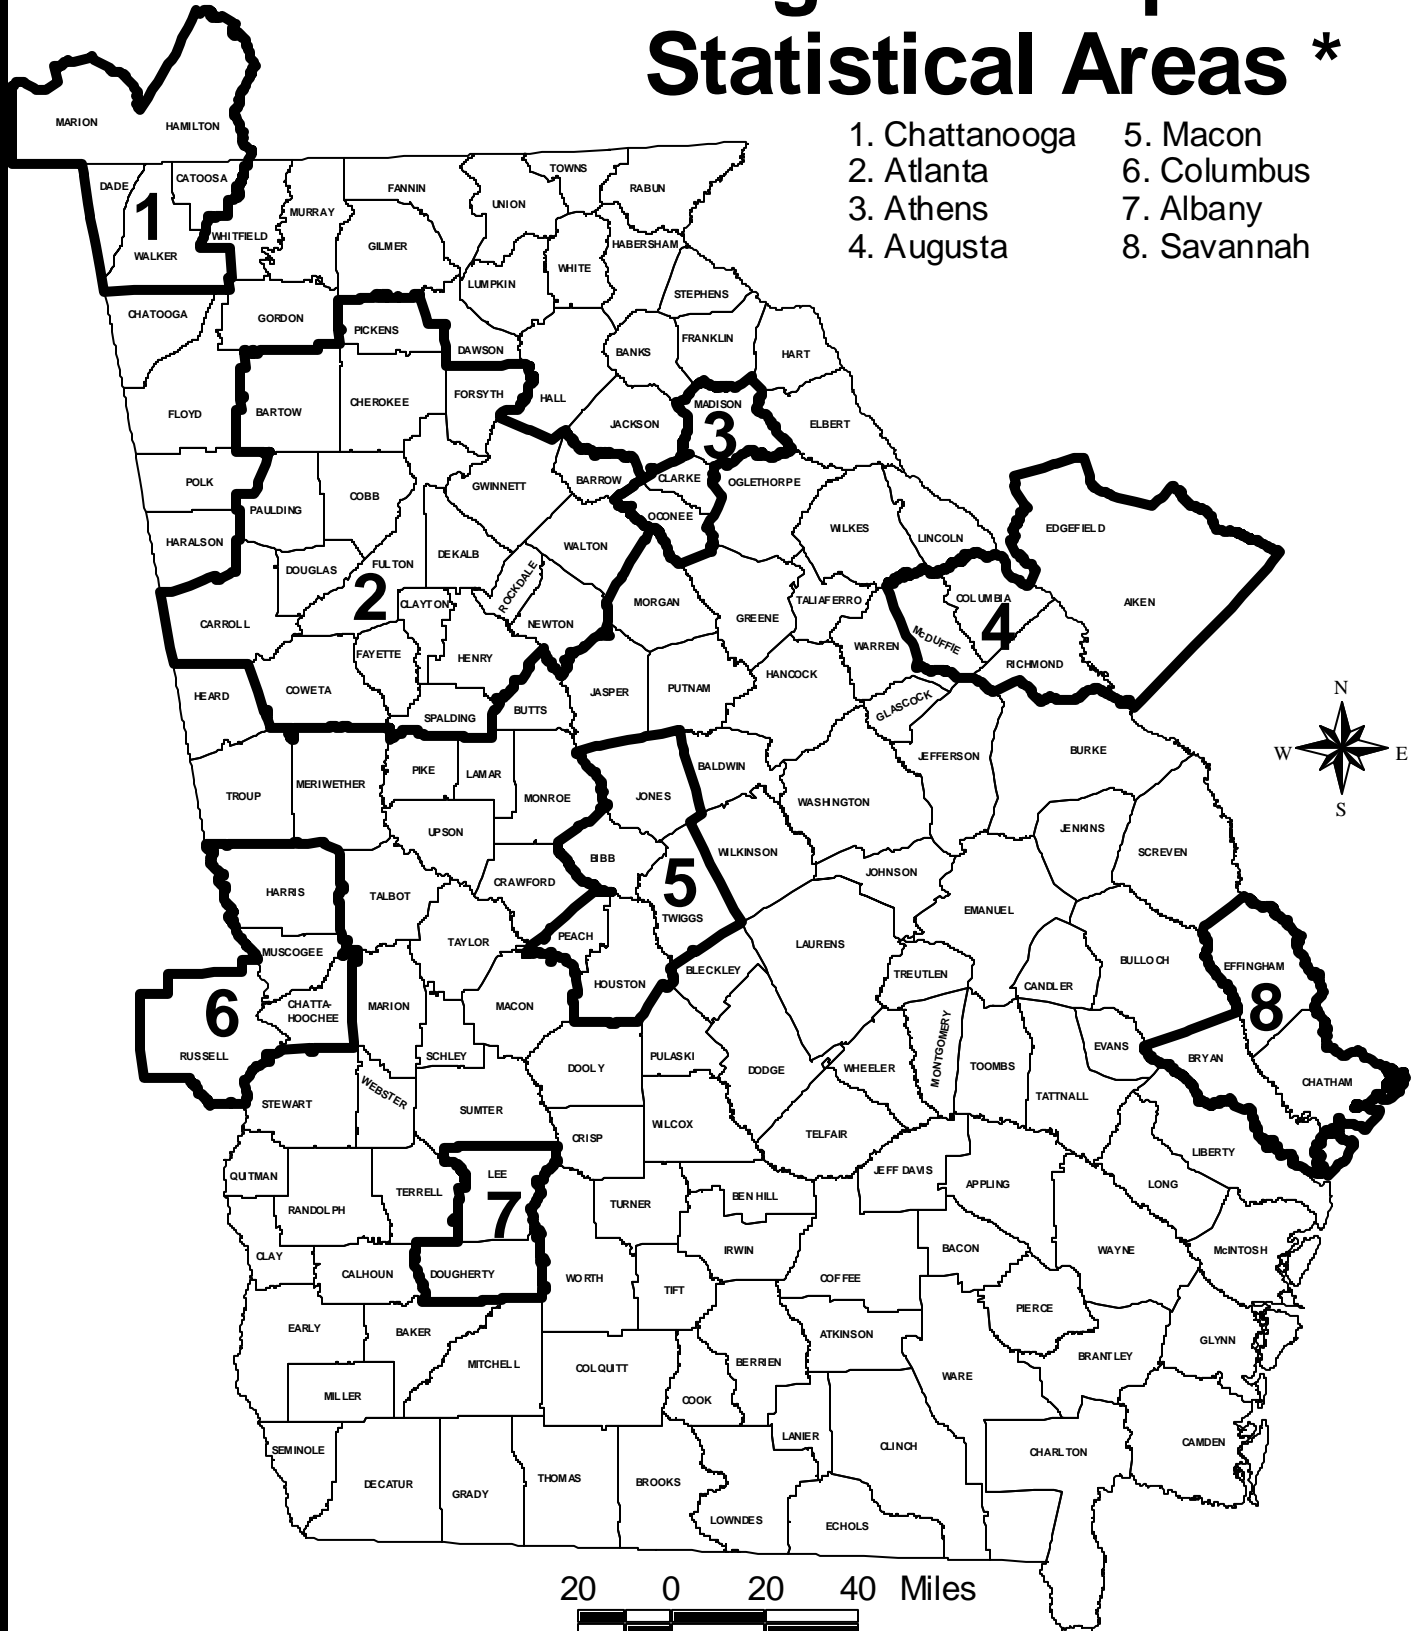 Statistical Areas *
1. Chattanooga 5. Macon
2. Atlanta 6. Columbus
3. Athens 7. Albany
4. Augusta 8. Savannah
MARION
HAMILTON
DADE
CATOOSA
1
WALKER
WHITFIELD
MURRAY
FANNIN
GILMER
UNION
TOWNS
RABUN
HABERSHAM
WHITE
LUMPKIN
STEPHENS
CHATOOGA
GORDON
PICKENS
DAWSON
BANKS
FRANKLIN
HART
FLOYD
BARTOW
CHEROKEE
FORSYTH
HALL
JACKSON
MADISON
3
ELBERT
POLK
PAULDING
COBB
GWINNETT
BARROW
CLARKE
OCONEE
OGLETHORPE
WILKES
LINCOLN
EDGEFIELD
AIKEN
HARALSON
DOUGLAS
FULTON
2
DEKALB
ROCKDALE
WALTON
CARROLL
CLAYTON
NEWTON
MORGAN
GREENE
TALIAFERRO
WARREN
McDUFFIE
COLUMBIA
4
RICHMOND
HEARD
COWETA
FAYETTE
HENRY
SPALDING
BUTTS
JASPER
PUTNAM
HANCOCK
GLASCOCK
JEFFERSON
BURKE
N
W
E
S
TROUP
MERIWETHER
PIKE
LAMAR
MONROE
JONES
BALDWIN
WASHINGTON
JENKINS
SCREVEN
UPSON
BIBB
5
TWIGGS
WILKINSON
JOHNSON
HARRIS
TALBOT
CRAWFORD
TAYLOR
PEACH
HOUSTON
BLECKLEY
LAURENS
EMANUEL
TREUTLEN
CANDLER
BULLOCH
EFFINGHAM
8
MUSCOGEE
6
CHATTA-
HOOCHEE
RUSSELL
MARION
MACON
SCHLEY
DOOLY
PULASKI
DODGE
WHEELER
MONTGOMERY
TOOMBS
TATTNALL
EVANS
BRYAN
CHATHAM
STEWART
WEBSTER
SUMTER
CRISP
WILCOX
TELFAIR
JEFF DAVIS
APPLING
LONG
LIBERTY
QUITMAN
RANDOLPH
TERRELL
LEE
7
TURNER
BEN HILL
CLAY
CALHOUN
DOUGHERTY
WORTH
TIFT
IRWIN
COFFEE
BACON
WAYNE
McINTOSH
EARLY
BAKER
MITCHELL
COLQUITT
BERRIEN
ATKINSON
PIERCE
BRANTLEY
GLYNN
MILLER
COOK
WARE
SEMINOLE
DECATUR
GRADY
THOMAS
BROOKS
LOWNDES
LANIER
CLINCH
ECHOLS
CHARLTON
CAMDEN
20 0 20 40 Miles